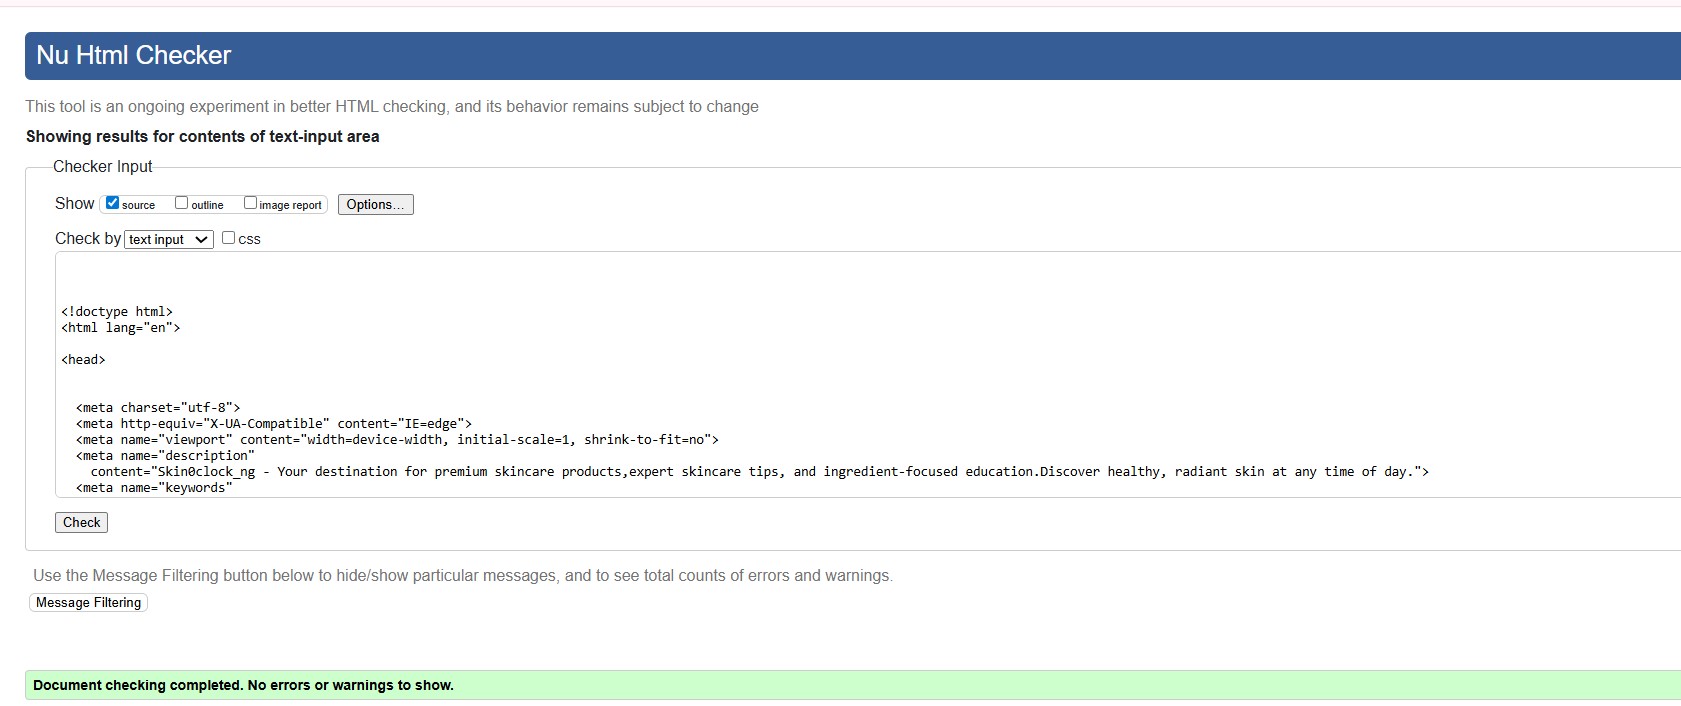 Nu Html Checker
This tool is an ongoing experiment in better HTML checking, and its behavior remains subject to change
Showing results for contents of text-input area
Checker Input
Show source outline image report Options...
Check by text input css
<!doctype html>
<html lang="en">
<head>
<meta charset="utf-8">
<meta http-equiv="X-UA-Compatible" content="IE=edge">
<meta name="viewport" content="width=device-width, initial-scale=1, shrink-to-fit=no">
<meta name="description"
content="Skin0clock_ng - Your destination for premium skincare products,expert skincare tips, and ingredient-focused education.Discover healthy, radiant skin at any time of day.">
<meta name="keywords"
Check
Use the Message Filtering button below to hide/show particular messages, and to see total counts of errors and warnings.
Message Filtering
Document checking completed. No errors or warnings to show.